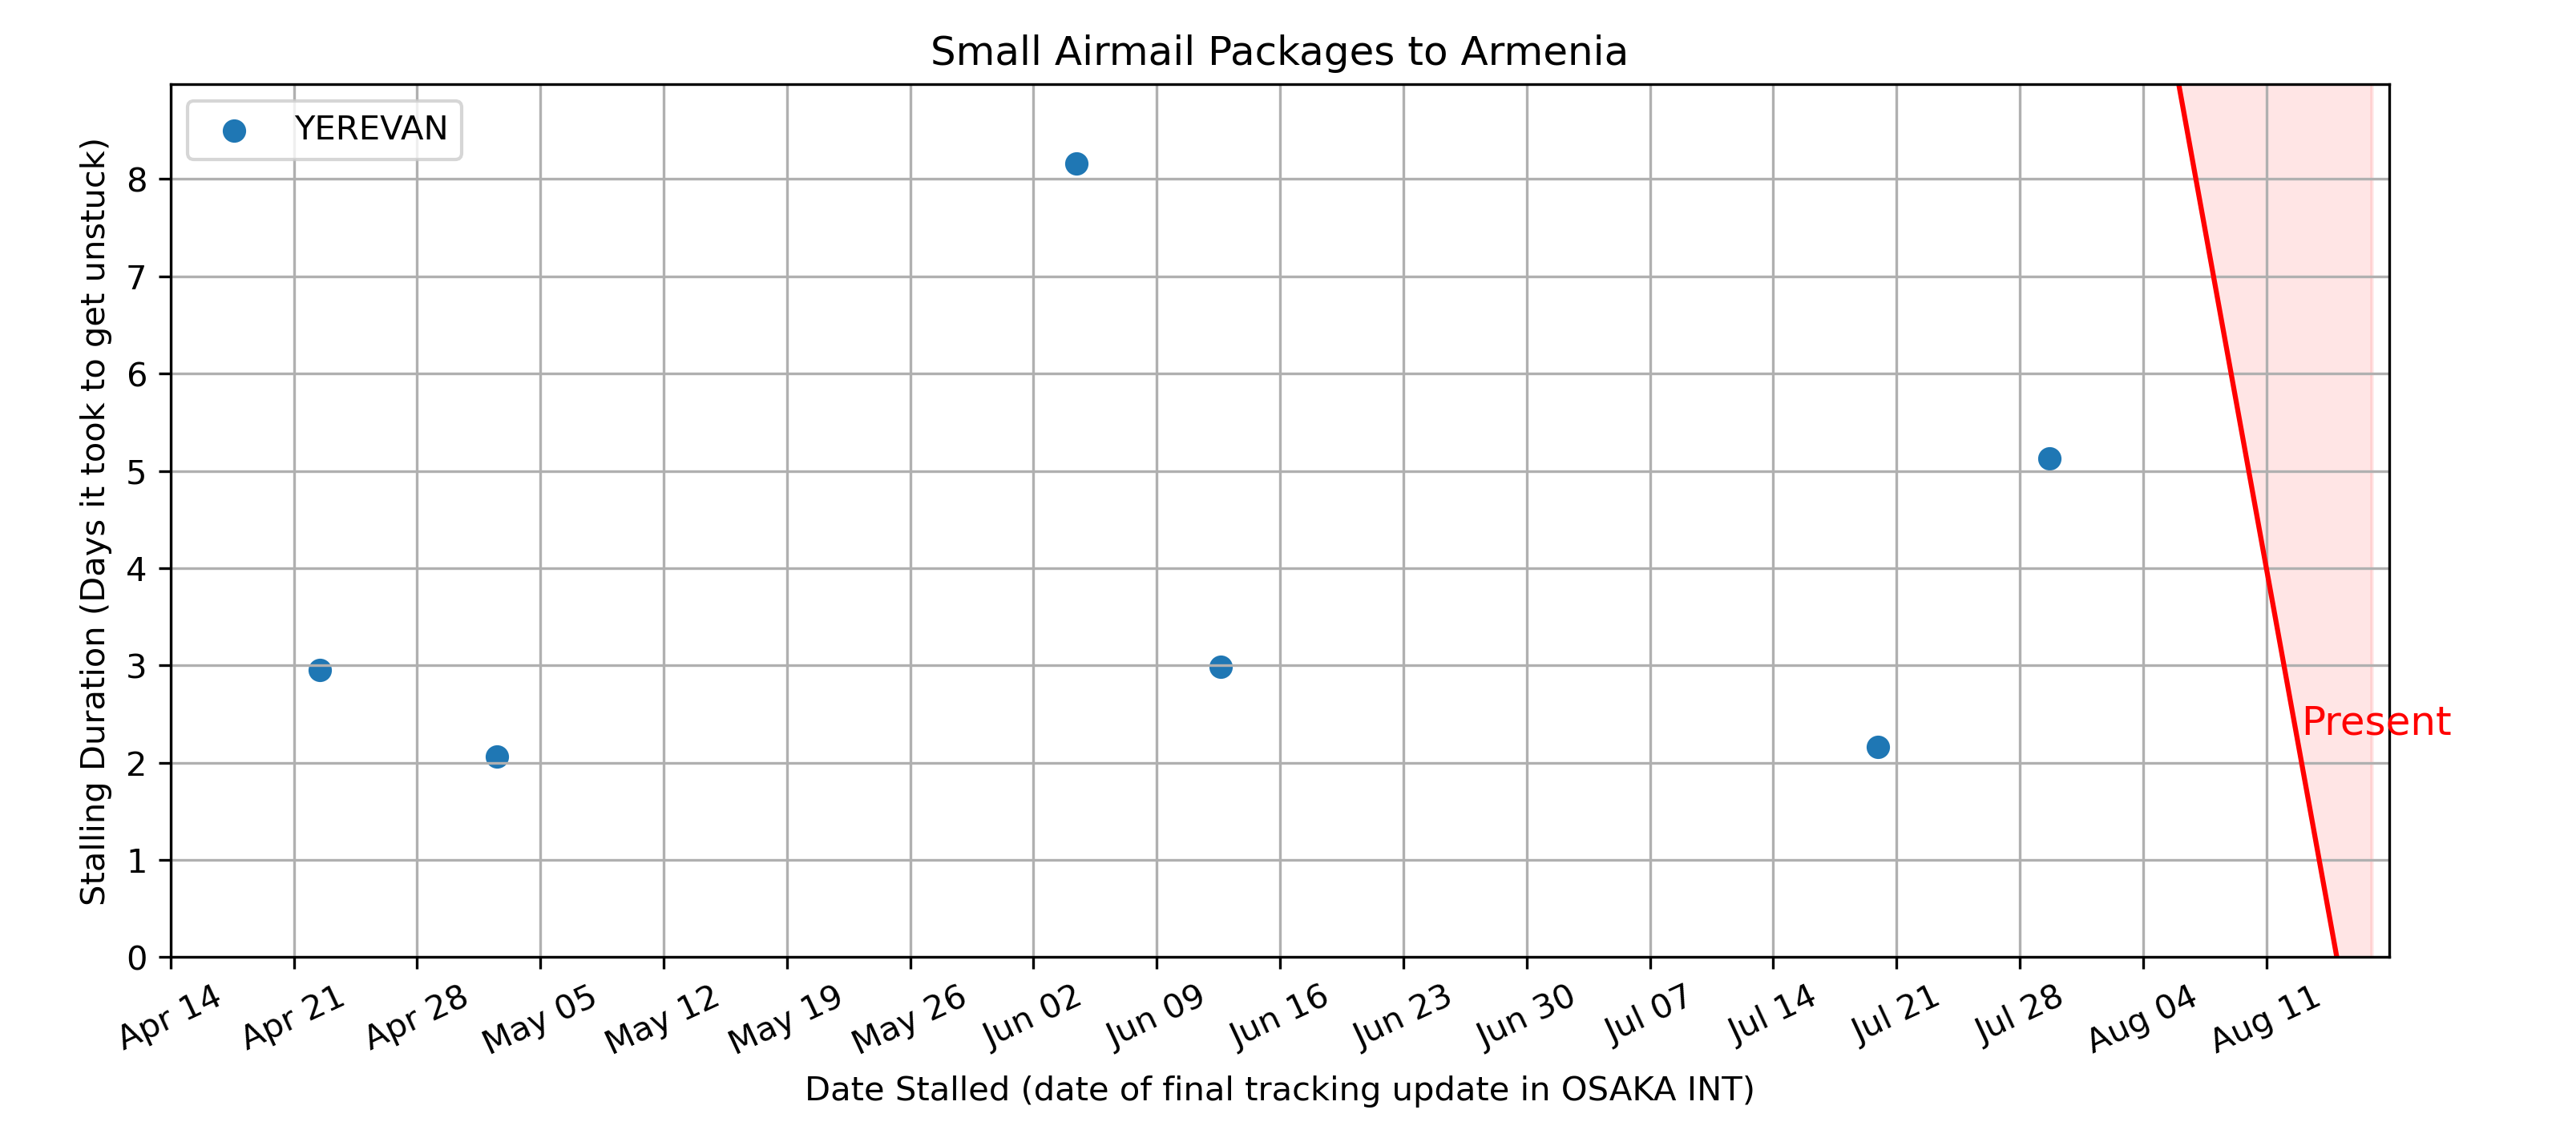 Small Airmail Packages to Armenia
YEREVAN
Stalling Duration (Days it took to get unstuck)
8
7
6
5
4
3
2
1
0
Present
Apr 14
Apr 21
Apr 28
May 05
May 12
May 19
May 26
Jun 02
Jun 09
Jun 16
Jun 23
Jun 30
Jul 07
Jul 14
Jul 21
Jul 28
Aug 04
Aug 11
Date Stalled (date of final tracking update in OSAKA INT)